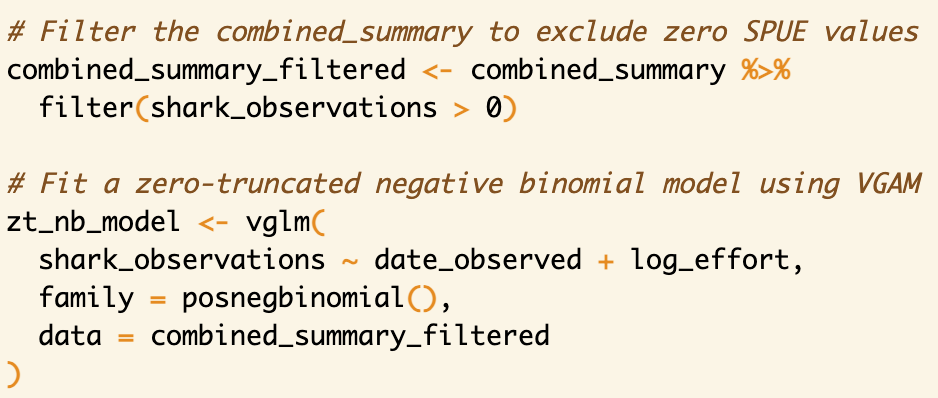 # Filter the combined_summary to exclude zero SPUE values
combined_summary_filtered <- combined_summary %>%
  filter(shark_observations > 0)

# Fit a zero-truncated negative binomial model using VGAM
zt_nb_model <- vglm(
  shark_observations ~ date_observed + log_effort,
  family = posnegbinomial(),
  data = combined_summary_filtered
)